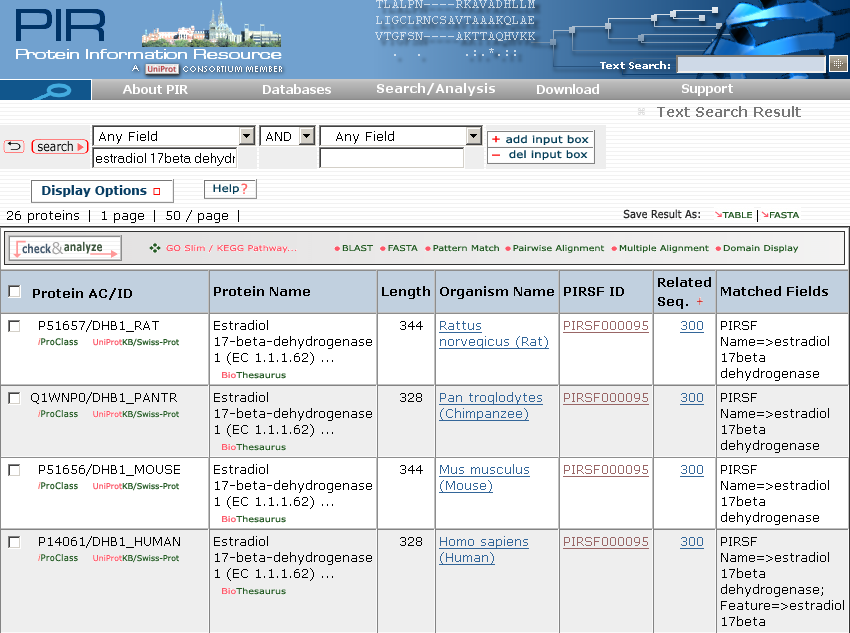 PIR
Protein Information Resource
A UniProt CONSORTIUM MEMBER
TLALPN----RKAVADHLLM
LIGCLRNCSAVTAAAKQLAE
VTGFSN----AKTTAQHVKK
. . .:.*.::
Text Search:
About PIR Databases Search/Analysis Download Support
Text Search Result
search Any Field AND Any Field + add input box
estradiol 17beta dehydr − del input box
Display Options Help?
26 proteins | 1 page | 50 / page | Save Result As: TABLE | FASTA
check&analyze GO Slim / KEGG Pathway... BLAST FASTA Pattern Match Pairwise Alignment Multiple Alignment Domain Display
Protein AC/ID Protein Name Length Organism Name PIRSF ID Related Seq. + Matched Fields
P51657/DHB1_RAT Estradiol 344 Rattus PIRSF000095 300 PIRSF
iProClass UniProtKB/Swiss-Prot 17-beta-dehydrogenase norvegicus (Rat) Name=>estradiol
1 (EC 1.1.1.62) ... 17beta
BioThesaurus dehydrogenase
Q1WNP0/DHB1_PANTR Estradiol 328 Pan troglodytes PIRSF000095 300 PIRSF
iProClass UniProtKB/Swiss-Prot 17-beta-dehydrogenase (Chimpanzee) Name=>estradiol
1 (EC 1.1.1.62) ... 17beta
BioThesaurus dehydrogenase
P51656/DHB1_MOUSE Estradiol 344 Mus musculus PIRSF000095 300 PIRSF
iProClass UniProtKB/Swiss-Prot 17-beta-dehydrogenase (Mouse) Name=>estradiol
1 (EC 1.1.1.62) ... 17beta
BioThesaurus dehydrogenase
P14061/DHB1_HUMAN Estradiol 328 Homo sapiens PIRSF000095 300 PIRSF
iProClass UniProtKB/Swiss-Prot 17-beta-dehydrogenase (Human) Name=>estradiol
1 (EC 1.1.1.62) ... 17beta
BioThesaurus dehydrogenase;
Feature=>estradiol
17beta